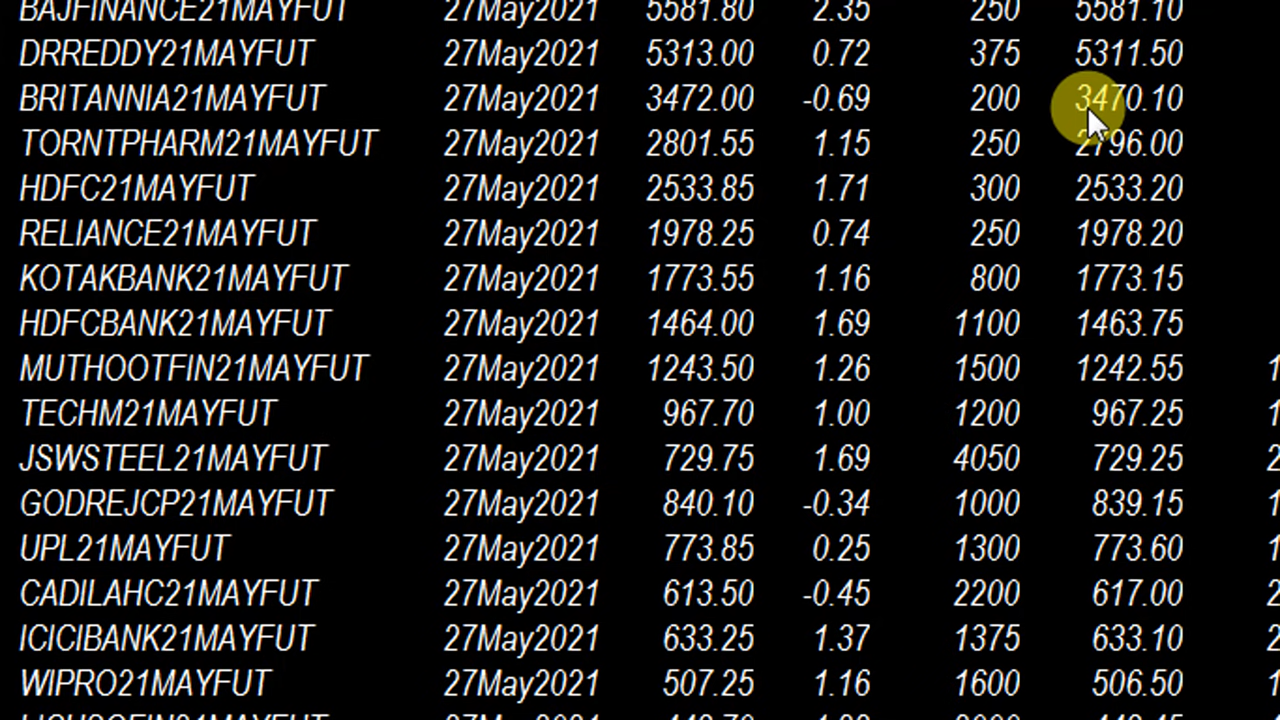 BAJFINANCE21MAYFUT 27May2021 5581.80 2.35 250 5581.10
DRREDDY21MAYFUT 27May2021 5313.00 0.72 375 5311.50
BRITANNIA21MAYFUT 27May2021 3472.00 -0.69 200 3470.10
TORNTPHARM21MAYFUT 27May2021 2801.55 1.15 250 2796.00
HDFC21MAYFUT 27May2021 2533.85 1.71 300 2533.20
RELIANCE21MAYFUT 27May2021 1978.25 0.74 250 1978.20
KOTAKBANK21MAYFUT 27May2021 1773.55 1.16 800 1773.15
HDFCBANK21MAYFUT 27May2021 1464.00 1.69 1100 1463.75
MUTHOOTFIN21MAYFUT 27May2021 1243.50 1.26 1500 1242.55
TECHM21MAYFUT 27May2021 967.70 1.00 1200 967.25
JSWSTEEL21MAYFUT 27May2021 729.75 1.69 4050 729.25
GODREJCP21MAYFUT 27May2021 840.10 -0.34 1000 839.15
UPL21MAYFUT 27May2021 773.85 0.25 1300 773.60
CADILAHC21MAYFUT 27May2021 613.50 -0.45 2200 617.00
ICICIBANK21MAYFUT 27May2021 633.25 1.37 1375 633.10
WIPRO21MAYFUT 27May2021 507.25 1.16 1600 506.50